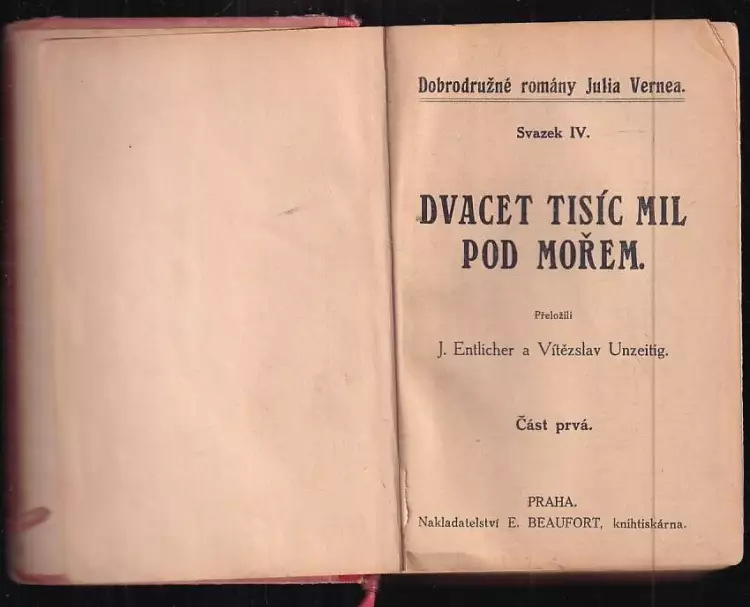 Dobrodružné romány Julia Vernea.
Svazek IV.
DVACET TISÍC MIL
POD MOŘEM.
Přeložili
J. Entlicher a Vítězslav Unzeitig.
Část prvá.
PRAHA.
Nakladatelství E. BEAUFORT, knihtiskárna.